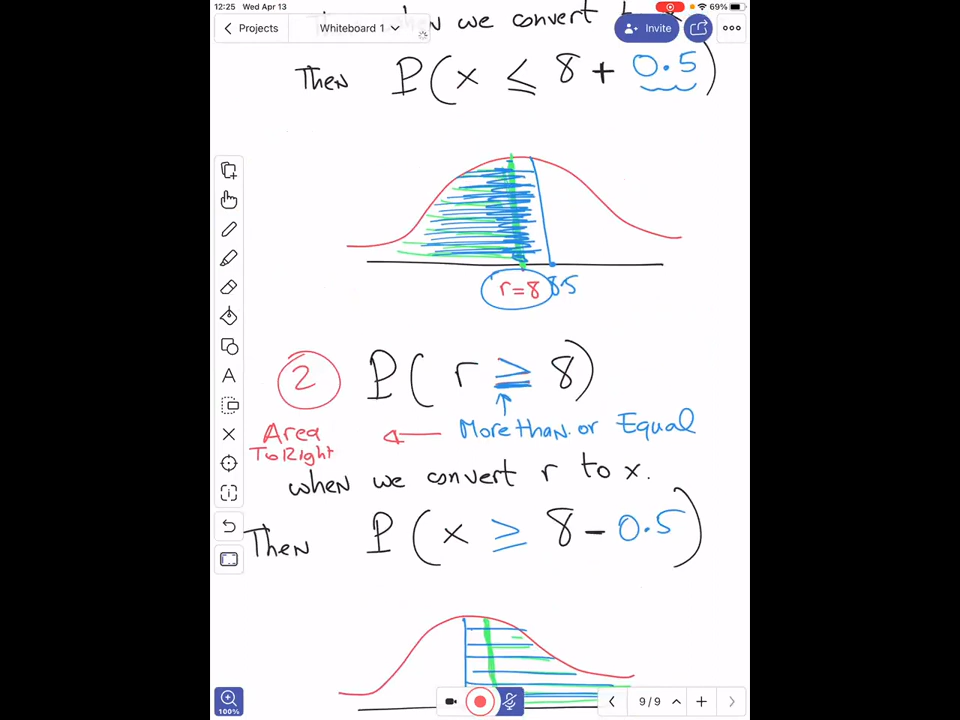 12:25 Wed Apr 13
69%
Projects
Whiteboard 1
Invite
when we convert
Then P(x ≤ 8 + 0.5)
r=8 8.5
2 P(r ≥ 8)
Area ← More than or Equal
To Right
when we convert r to x.
Then P(x ≥ 8 - 0.5)
A
100%
9/9